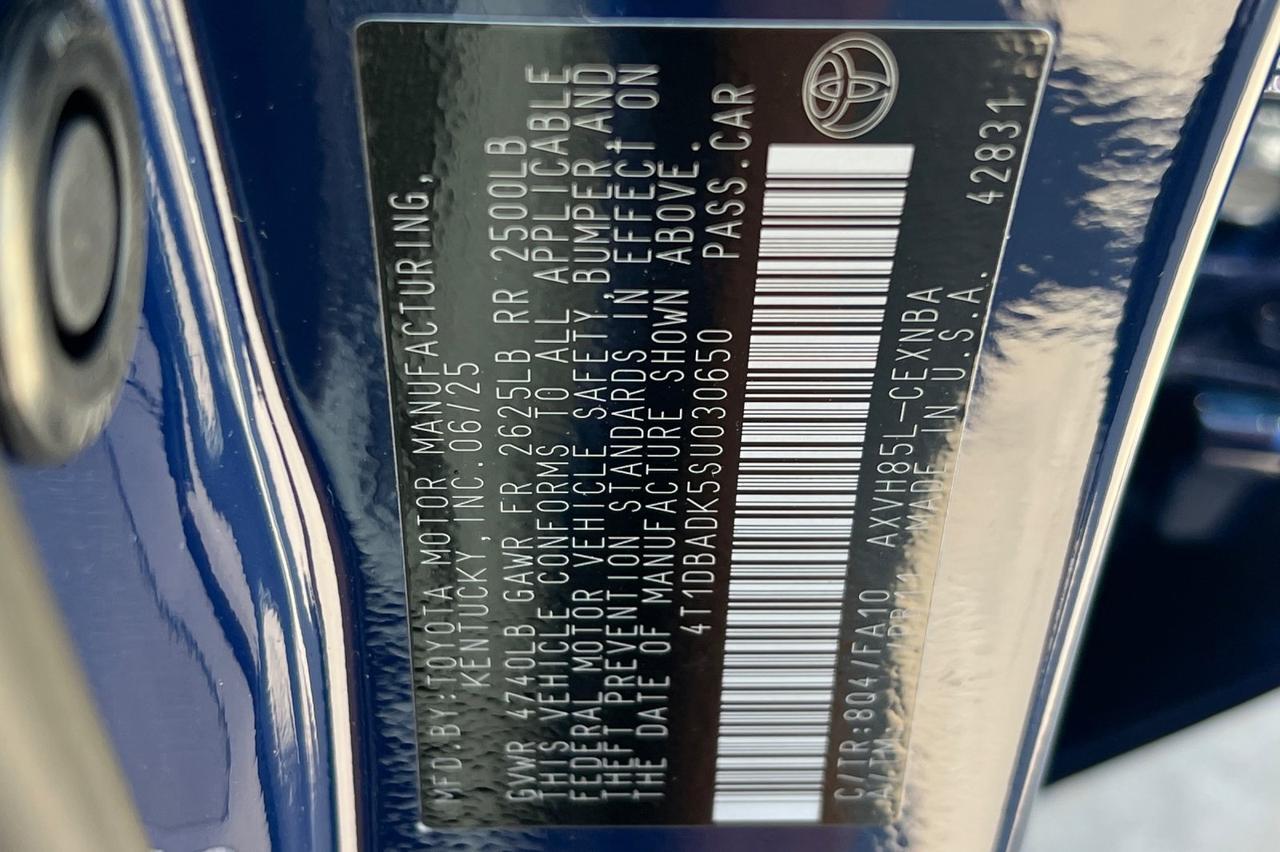 MFD.BY:TOYOTA MOTOR MANUFACTURING,
KENTUCKY,INC.06/25
GVWR 4740LB GAWR FR 2625LB RR 2500LB
THIS VEHICLE CONFORMS TO ALL APPLICABLE
FEDERAL MOTOR VEHICLE SAFETY, BUMPER, AND
THEFT PREVENTION STANDARDS IN EFFECT ON
THE DATE OF MANUFACTURE SHOWN ABOVE.
4T1DBADK5SU030650 PASS.CAR
C/TR:8Q4/FA10 AXVH85L-CEXNBA
A/TM: MADE IN U.S.A. 42831